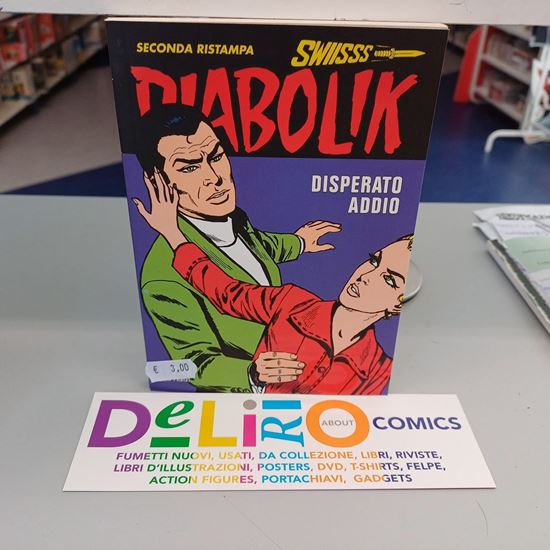 SECONDA RISTAMPA
SWIISSS
DIABOLIK
DISPERATO
ADDIO
€ 3,00
DeLiRiO ABOUT COMICS
FUMETTI NUOVI, USATI, DA COLLEZIONE, LIBRI, RIVISTE,
LIBRI D'ILLUSTRAZIONI, POSTERS, DVD, T-SHIRTS, FELPE,
ACTION FIGURES, PORTACHIAVI, GADGETS